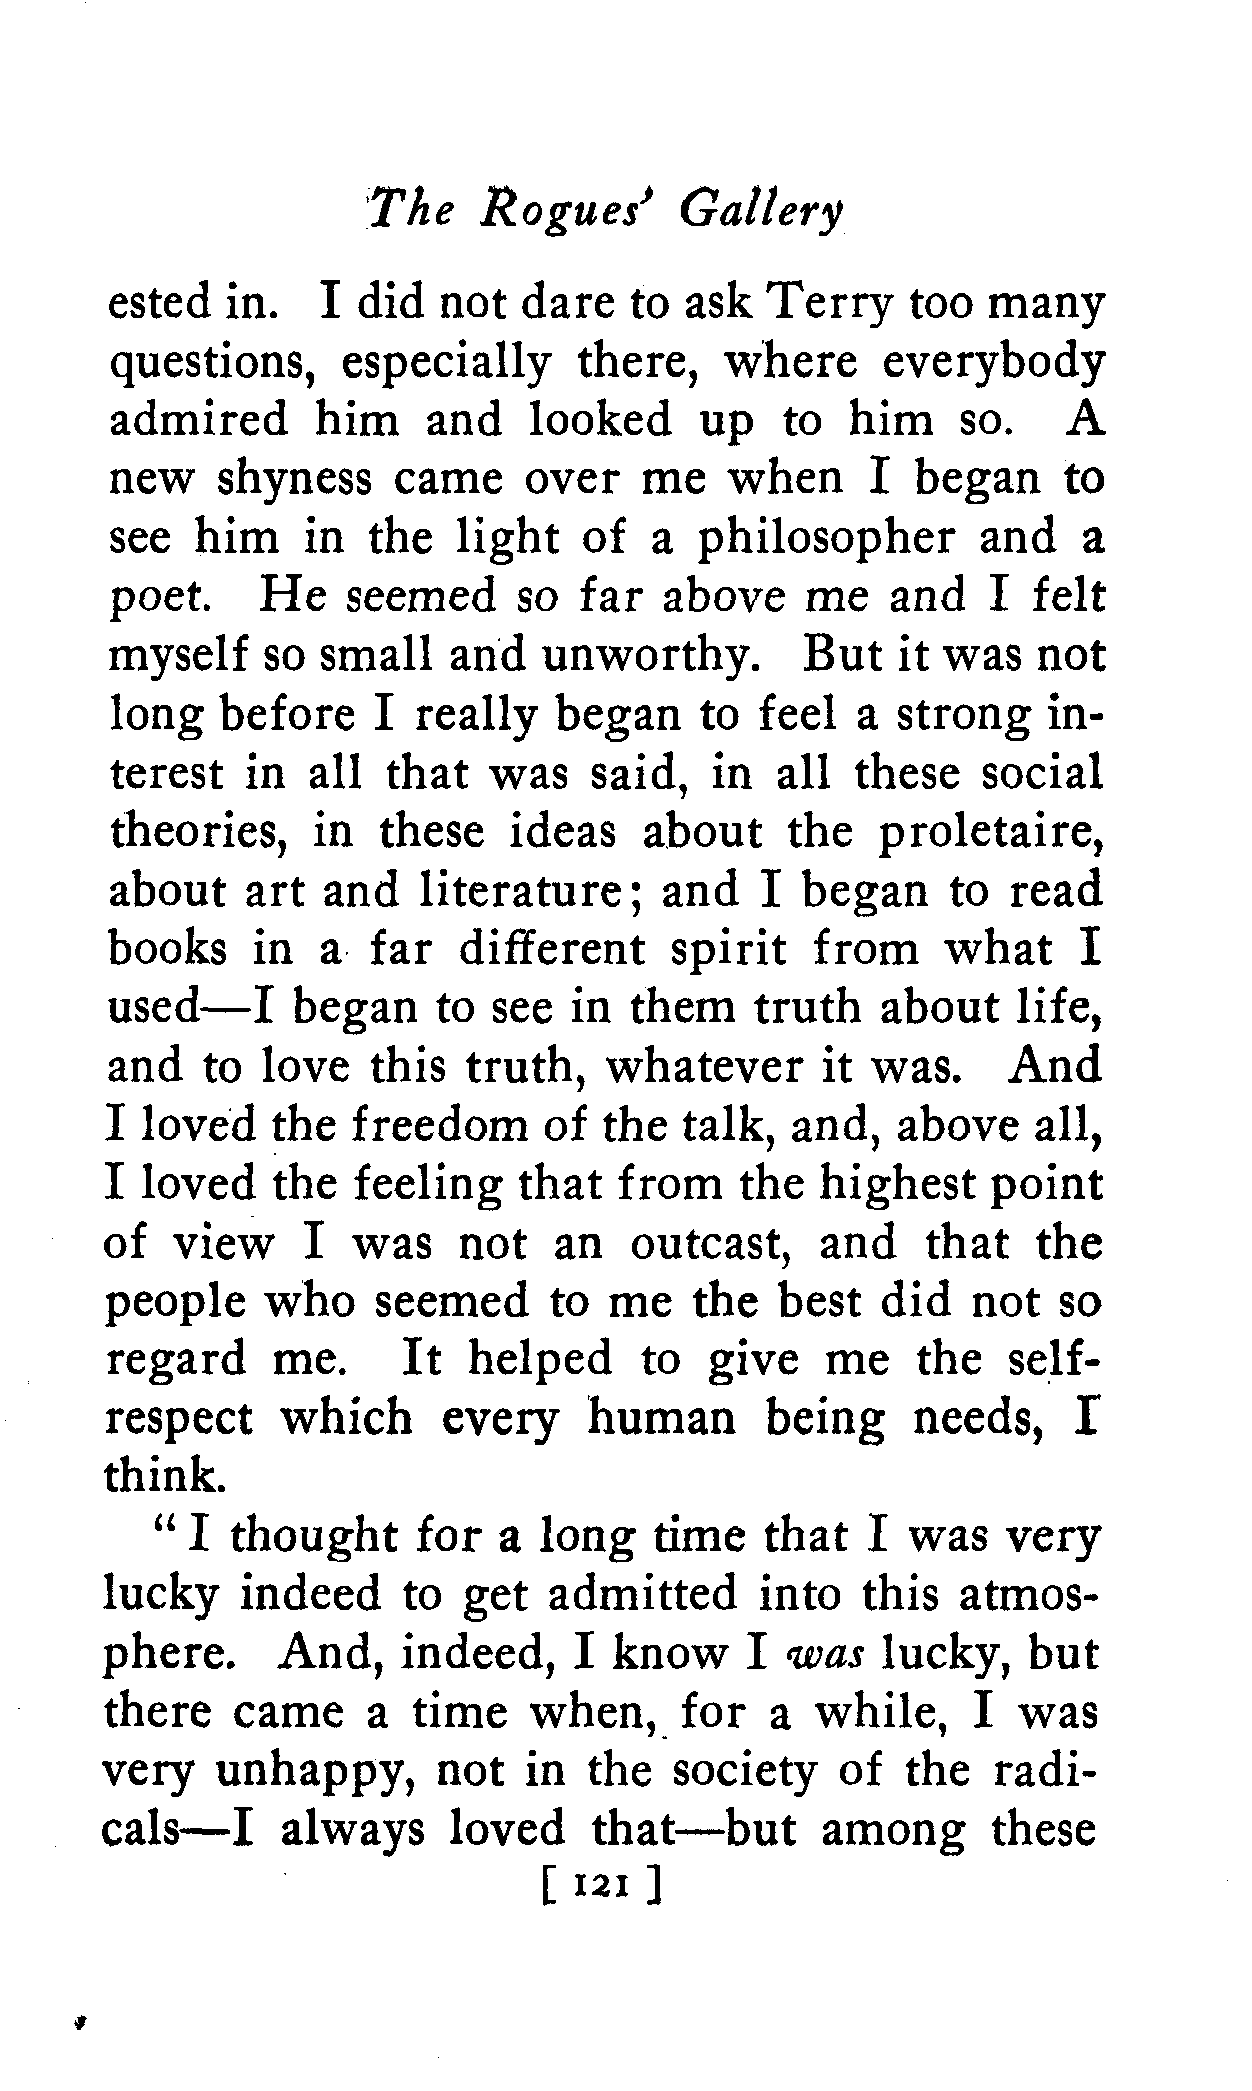 The Rogues' Gallery
ested in. I did not dare to ask Terry too many
questions, especially there, where everybody
admired him and looked up to him so. A
new shyness came over me when I began to
see him in the light of a philosopher and a
poet. He seemed so far above me and I felt
myself so small and unworthy. But it was not
long before I really began to feel a strong in-
terest in all that was said, in all these social
theories, in these ideas about the proletaire,
about art and literature; and I began to read
books in a far different spirit from what I
used—I began to see in them truth about life,
and to love this truth, whatever it was. And
I loved the freedom of the talk, and, above all,
I loved the feeling that from the highest point
of view I was not an outcast, and that the
people who seemed to me the best did not so
regard me. It helped to give me the self-
respect which every human being needs, I
think.
" I thought for a long time that I was very
lucky indeed to get admitted into this atmos-
phere. And, indeed, I know I was lucky, but
there came a time when, for a while, I was
very unhappy, not in the society of the radi-
cals—I always loved that—but among these
[ 121 ]